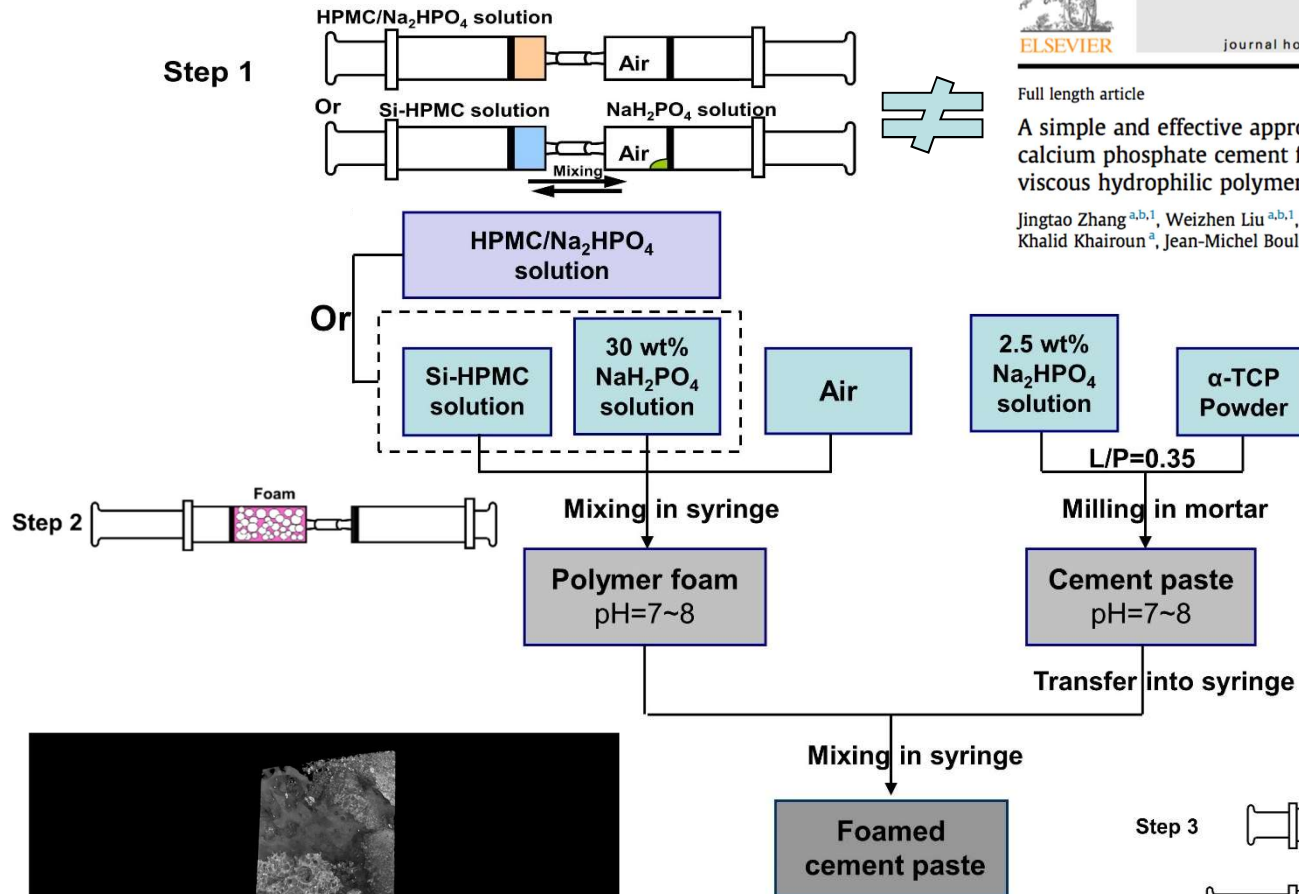 HPMC/Na₂HPO₄ solution
Step 1
Air
Or
Si-HPMC solution
NaH₂PO₄ solution
Air
Mixing
ELSEVIER
journal ho
Full length article
A simple and effective appro
calcium phosphate cement f
viscous hydrophilic polymer
Jingtao Zhang a,b,1, Weizhen Liu a,b,1,
Khalid Khairoun a, Jean-Michel Boul
HPMC/Na₂HPO₄
solution
Or
Si-HPMC
solution
30 wt%
NaH₂PO₄
solution
Air
2.5 wt%
Na₂HPO₄
solution
α-TCP
Powder
L/P=0.35
Step 2
Foam
Mixing in syringe
Milling in mortar
Polymer foam
pH=7~8
Cement paste
pH=7~8
Transfer into syringe
Mixing in syringe
Foamed
cement paste
Step 3